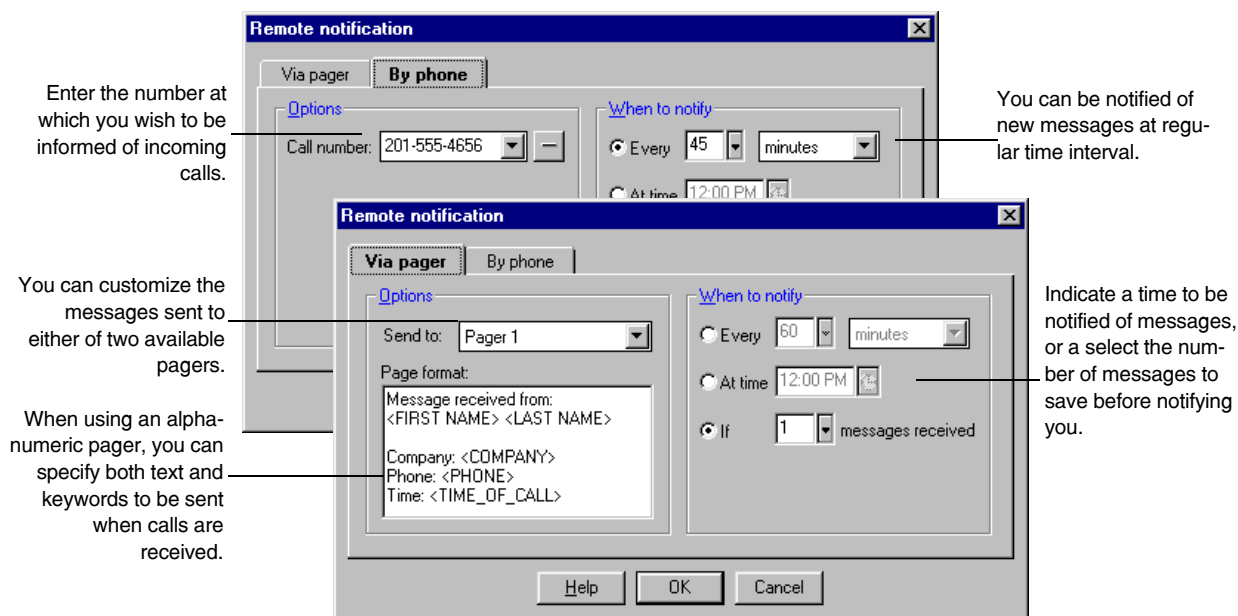 Remote notification
Via pager
By phone
Enter the number at
which you wish to be
informed of incoming
calls.
Options
Call number: 201-555-4656
When to notify
Every 45 minutes
At time 12:00 PM
You can be notified of
new messages at regu-
lar time interval.
Remote notification
Via pager
By phone
You can customize the
messages sent to
either of two available
pagers.
Options
Send to: Pager 1
Page format:
Message received from:
<FIRST NAME> <LAST NAME>
Company: <COMPANY>
Phone: <PHONE>
Time: <TIME_OF_CALL>
When using an alpha-
numeric pager, you can
specify both text and
keywords to be sent
when calls are
received.
When to notify
Every 60 minutes
At time 12:00 PM
If 1 messages received
Indicate a time to be
notified of messages,
or a select the num-
ber of messages to
save before notifying
you.
Help
OK
Cancel